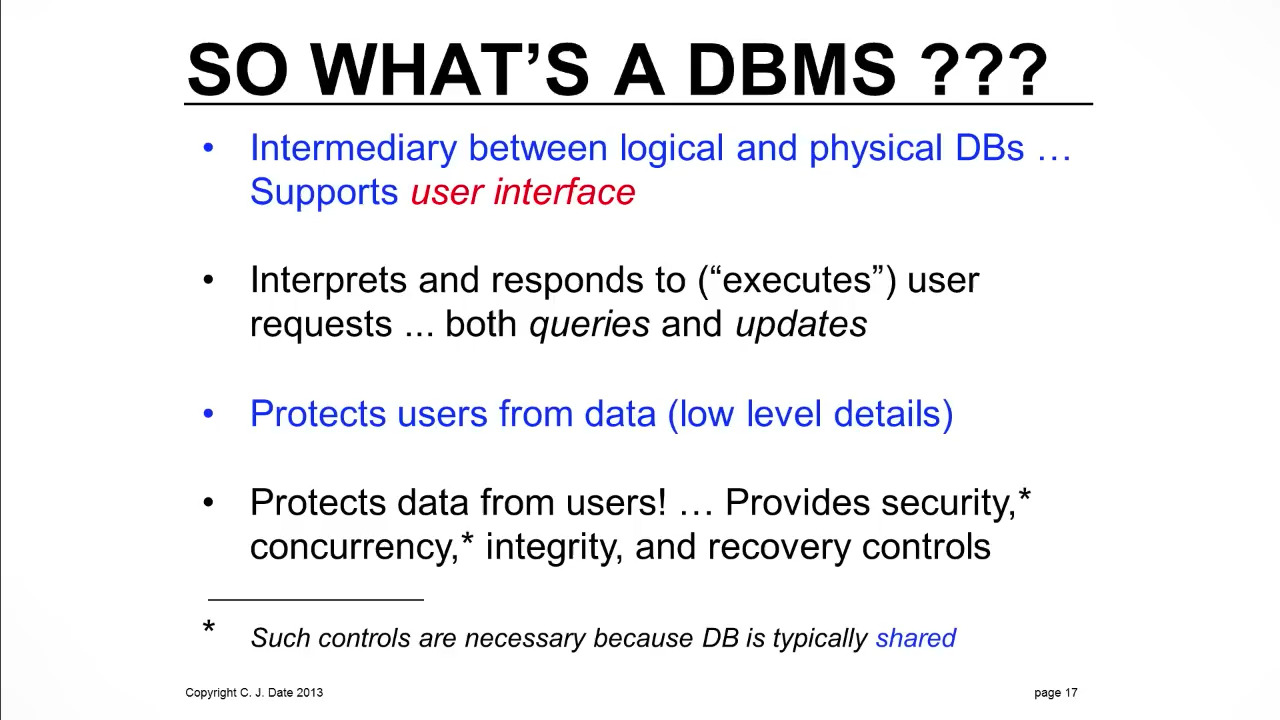 SO WHAT’S A DBMS ???
• Intermediary between logical and physical DBs …
Supports user interface
• Interprets and responds to (“executes”) user
requests ... both queries and updates
• Protects users from data (low level details)
• Protects data from users! … Provides security,*
concurrency,* integrity, and recovery controls
* Such controls are necessary because DB is typically shared
Copyright C. J. Date 2013 page 17